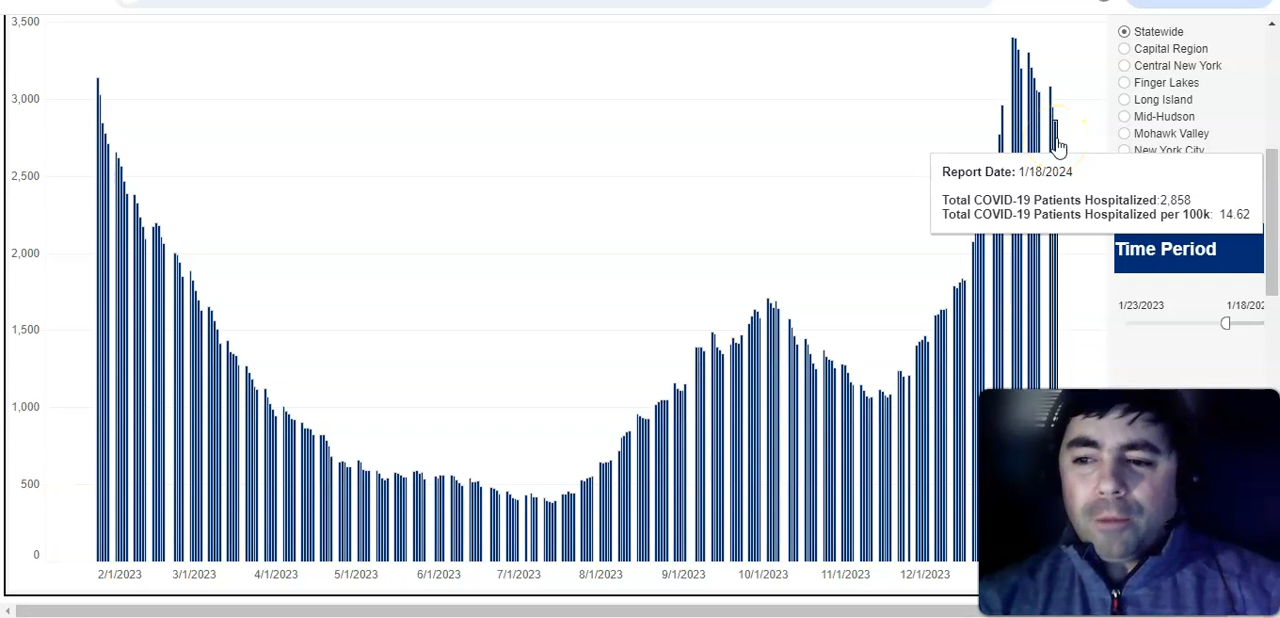 3,500
3,000
2,500
2,000
1,500
1,000
500
0
2/1/2023 3/1/2023 4/1/2023 5/1/2023 6/1/2023 7/1/2023 8/1/2023 9/1/2023 10/1/2023 11/1/2023 12/1/2023
Statewide
Capital Region
Central New York
Finger Lakes
Long Island
Mid-Hudson
Mohawk Valley
New York City
Report Date: 1/18/2024
Total COVID-19 Patients Hospitalized:2,858
Total COVID-19 Patients Hospitalized per 100k: 14.62
Time Period
1/23/2023 1/18/202